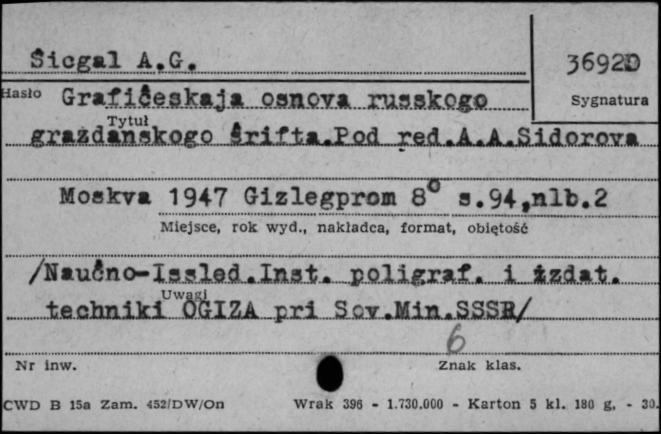 Šicgal A.G.
3692D
Hasło
Sygnatura
Grafičeskaja osnova russkogo
Tytuł
graždanskogo šrifta.Pod red.A.A.Sidorova
Moskva 1947 Gizlegprom 8° s.94,nlb.2
Miejsce, rok wyd., nakładca, format, objętość
/Naučno-Issled.Inst. poligraf. i izdat.
Uwagi
techniki OGIZA pri Sov.Min.SSSR/
6
Nr inw.
Znak klas.
CWD B 15a Zam. 452/DW/On
Wrak 396 - 1.730.000 - Karton 5 kl. 180 g. - 30.